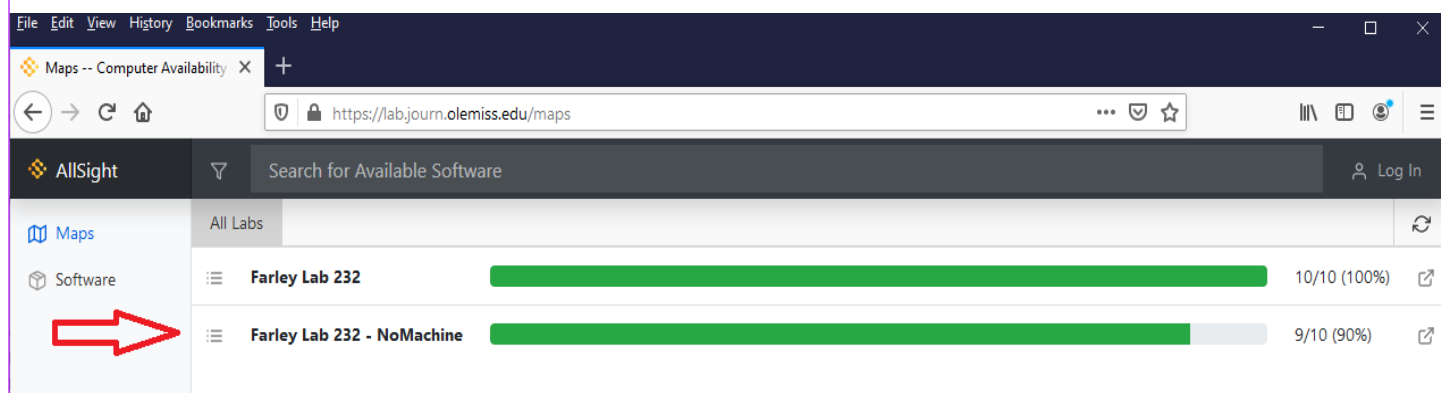 File Edit View History Bookmarks Tools Help
Maps -- Computer Availability
https://lab.journ.olemiss.edu/maps
AllSight Search for Available Software Log In
Maps All Labs
Software Farley Lab 232 10/10 (100%)
Farley Lab 232 - NoMachine 9/10 (90%)